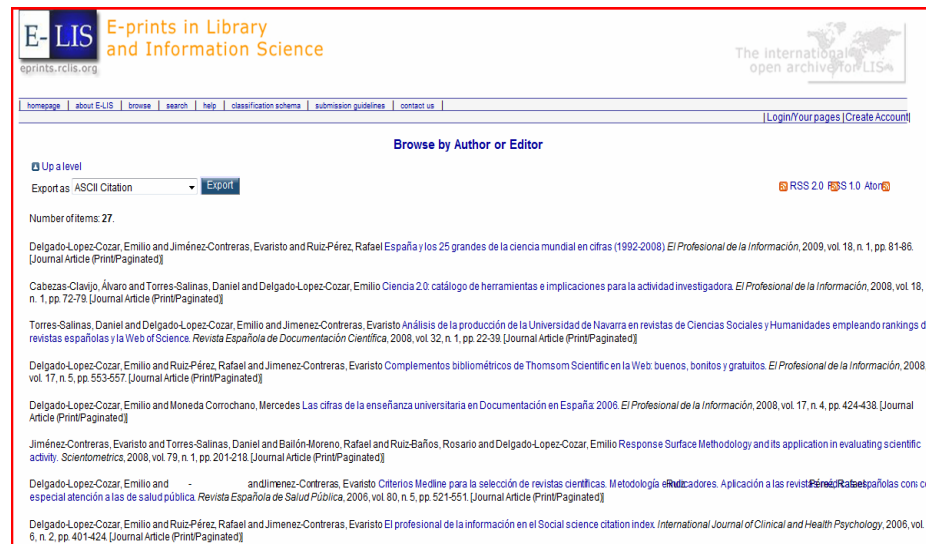 E-LIS
E-prints in Library
and Information Science
eprints.rclis.org
The international
open archive for LIS
homepage | about E-LIS | browse | search | help | classification schema | submission guidelines | contact us |
|Login/Your pages |Create Account|
Browse by Author or Editor
Up a level
Export as ASCII Citation Export
RSS 2.0 RSS 1.0 Atom
Number of items: 27.
Delgado-Lopez-Cozar, Emilio and Jiménez-Contreras, Evaristo and Ruiz-Pérez, Rafael España y los 25 grandes de la ciencia mundial en cifras (1992-2008) El Profesional de la Información, 2009, vol. 18, n. 1, pp. 81-86.
[Journal Article (Print/Paginated)]
Cabezas-Clavijo, Álvaro and Torres-Salinas, Daniel and Delgado-Lopez-Cozar, Emilio Ciencia 2.0: catálogo de herramientas e implicaciones para la actividad investigadora. El Profesional de la Información, 2008, vol. 18,
n. 1, pp. 72-79. [Journal Article (Print/Paginated)]
Torres-Salinas, Daniel and Delgado-Lopez-Cozar, Emilio and Jimenez-Contreras, Evaristo Análisis de la producción de la Universidad de Navarra en revistas de Ciencias Sociales y Humanidades empleando rankings d
revistas españolas y la Web of Science. Revista Española de Documentación Científica, 2008, vol. 32, n. 1, pp. 22-39. [Journal Article (Print/Paginated)]
Delgado-Lopez-Cozar, Emilio and Ruiz-Pérez, Rafael and Jimenez-Contreras, Evaristo Complementos bibliométricos de Thomsom Scientific en la Web: buenos, bonitos y gratuitos. El Profesional de la Información, 2008,
vol. 17, n. 5, pp. 553-557. [Journal Article (Print/Paginated)]
Delgado-Lopez-Cozar, Emilio and Moneda Corrochano, Mercedes Las cifras de la enseñanza universitaria en Documentación en España: 2006. El Profesional de la Información, 2008, vol. 17, n. 4, pp. 424-438. [Journal
Article (Print/Paginated)]
Jiménez-Contreras, Evaristo and Torres-Salinas, Daniel and Bailón-Moreno, Rafael and Ruiz-Baños, Rosario and Delgado-Lopez-Cozar, Emilio Response Surface Methodology and its application in evaluating scientific
activity. Scientometrics, 2008, vol. 79, n. 1, pp. 201-218. [Journal Article (Print/Paginated)]
Delgado-Lopez-Cozar, Emilio and - and Jimenez-Contreras, Evaristo Criterios Medline para la selección de revistas científicas. Metodología e indicadores. Aplicación a las revistas españolas con
especial atención a las de salud pública. Revista Española de Salud Pública, 2006, vol. 80, n. 5, pp. 521-551. [Journal Article (Print/Paginated)]
Delgado-Lopez-Cozar, Emilio and Ruiz-Pérez, Rafael and Jimenez-Contreras, Evaristo El profesional de la información en el Social science citation index. International Journal of Clinical and Health Psychology, 2006, vol.
6, n. 2, pp. 401-424. [Journal Article (Print/Paginated)]